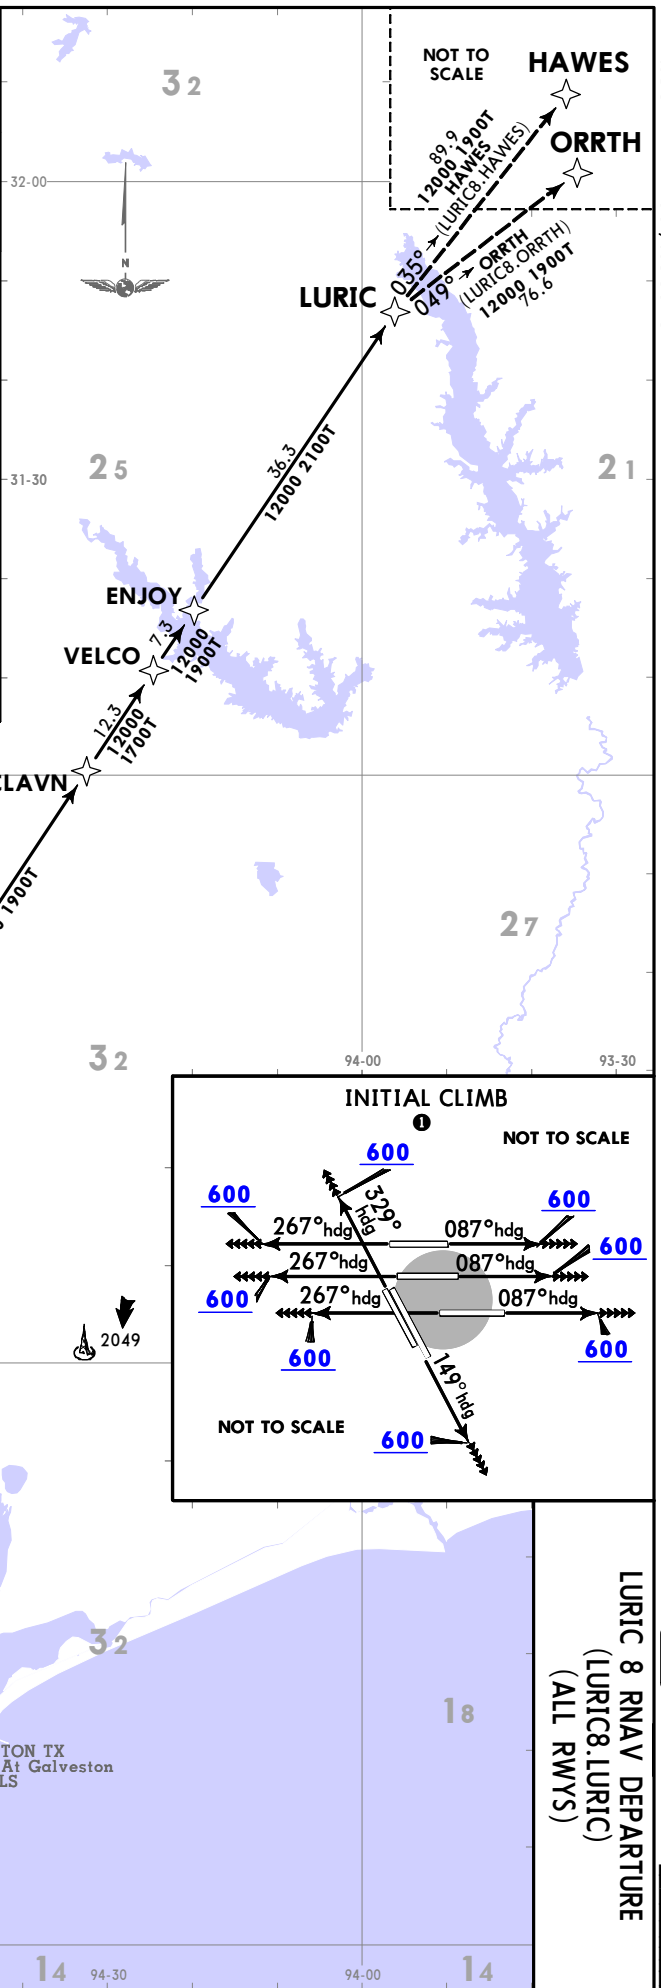 NOT TO
SCALE
HAWES
ORRTH
32
32-00
N
89.9
12000 1900T
HAWES
(LURIC8.HAWES)
035°
049°
ORRTH
(LURIC8.ORRTH)
12000 1900T
76.6
LURIC
36.3
12000 2100T
25
21
31-30
ENJOY
7.3
12000
1900T
VELCO
12.3
12000
1700T
CLAVN
1900T
27
32
94-00
93-30
INITIAL CLIMB
1
NOT TO SCALE
600
329°
hdg
600
600
267°hdg
087°hdg
600
267°hdg
087°hdg
600
267°hdg
087°hdg
600
600
149°hdg
600
NOT TO SCALE
2049
32
18
TON TX
At Galveston
LS
LURIC 8 RNAV DEPARTURE
(LURIC8.LURIC)
(ALL RWYS)
14
94-30
94-00
14